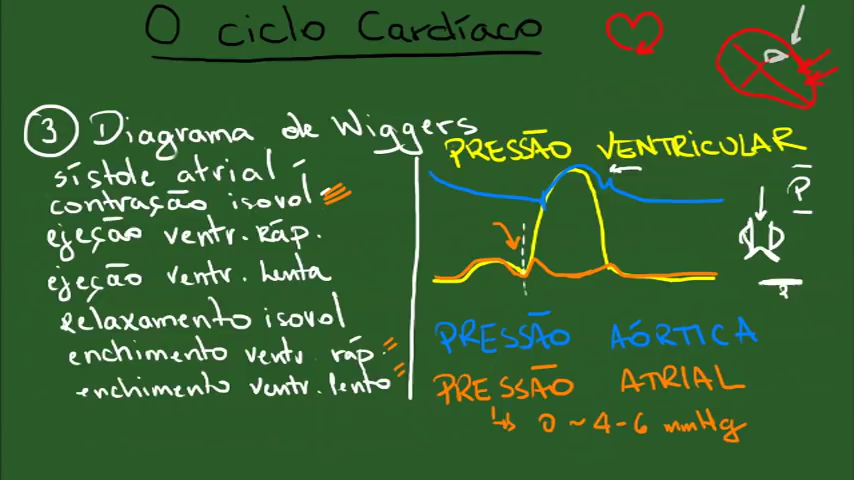 O ciclo Cardíaco
3 Diagrama de Wiggers
sístole atrial
contração isovol
ejeção ventr. ráp.
ejeção ventr. lenta
relaxamento isovol
enchimento ventr. ráp.
enchimento ventr. lento
PRESSÃO VENTRICULAR
P
PRESSÃO AÓRTICA
PRESSÃO ATRIAL
↳ 0 ~ 4-6 mmHg